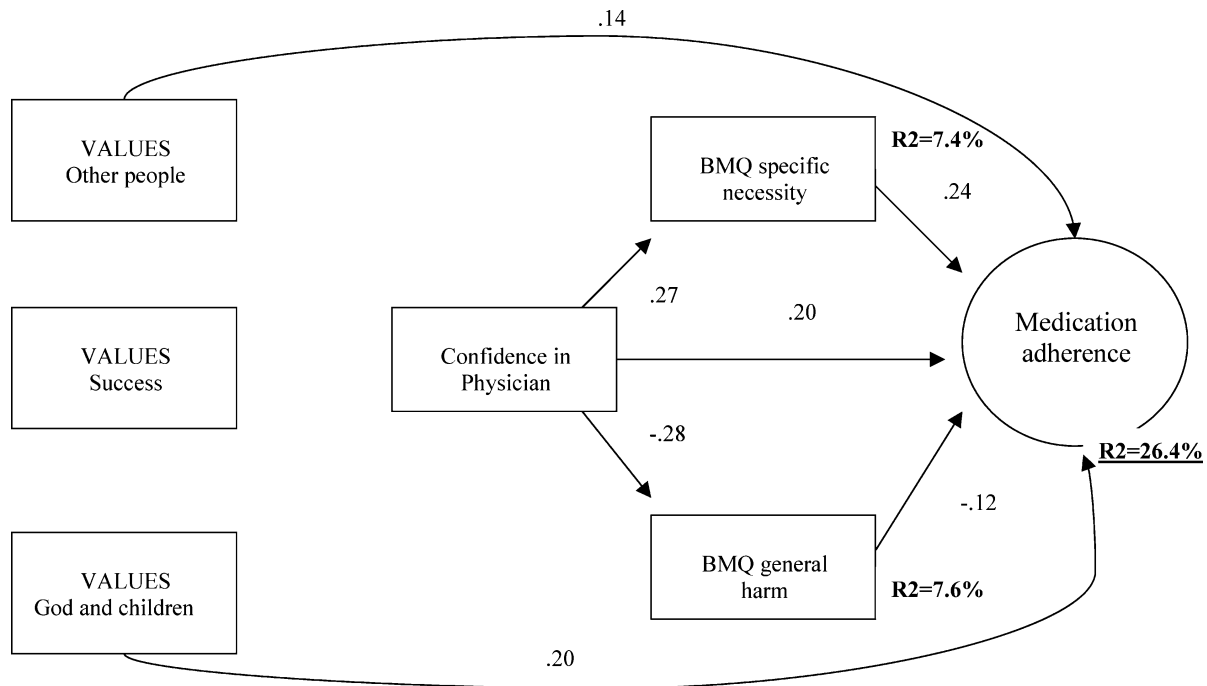 .14
VALUES
Other people
BMQ specific
necessity
R2=7.4%
.24
.27
.20
VALUES
Success
Confidence in
Physician
Medication
adherence
-.28
R2=26.4%
-.12
VALUES
God and children
BMQ general
harm
R2=7.6%
.20